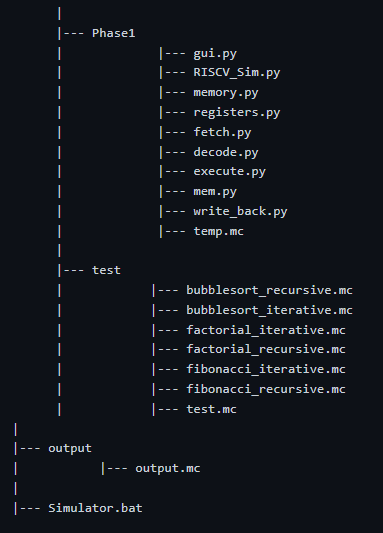 |
|--- Phase1
| |--- gui.py
| |--- RISCV_Sim.py
| |--- memory.py
| |--- registers.py
| |--- fetch.py
| |--- decode.py
| |--- execute.py
| |--- mem.py
| |--- write_back.py
| |--- temp.mc
|
|--- test
| |--- bubblesort_recursive.mc
| |--- bubblesort_iterative.mc
| |--- factorial_iterative.mc
| |--- factorial_recursive.mc
| |--- fibonacci_iterative.mc
| |--- fibonacci_recursive.mc
| |--- test.mc
|
|--- output
| |--- output.mc
|
|--- Simulator.bat